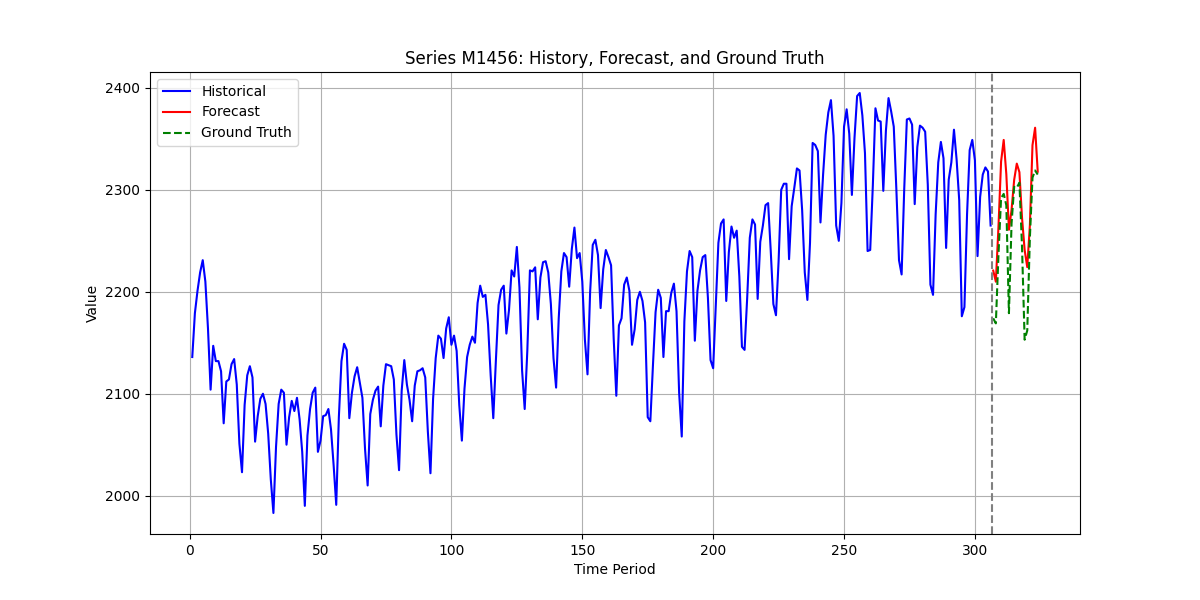 Series M1456: History, Forecast, and Ground Truth
Historical
Forecast
Ground Truth
Value
2400
2300
2200
2100
2000
0 50 100 150 200 250 300
Time Period